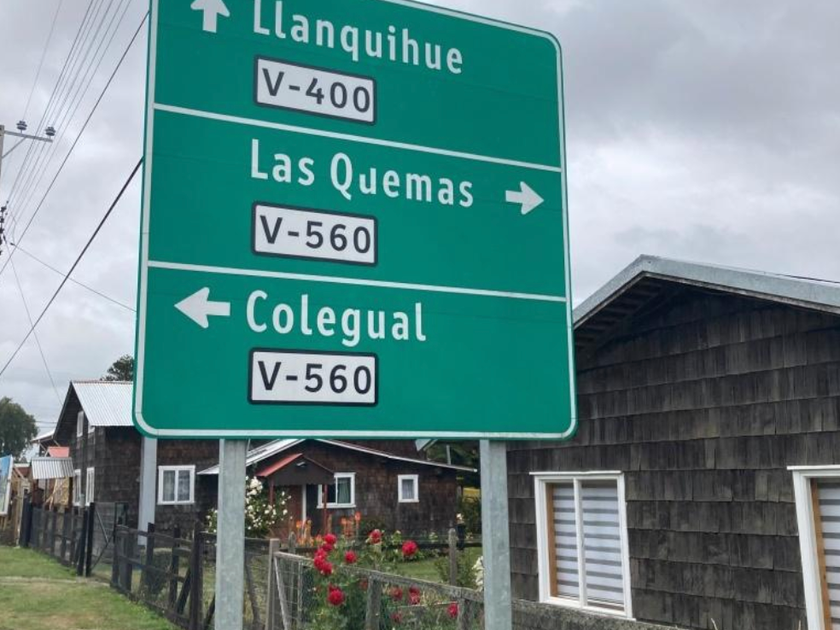 Llanquihue
V-400
Las Quemas
V-560
Colegual
V-560